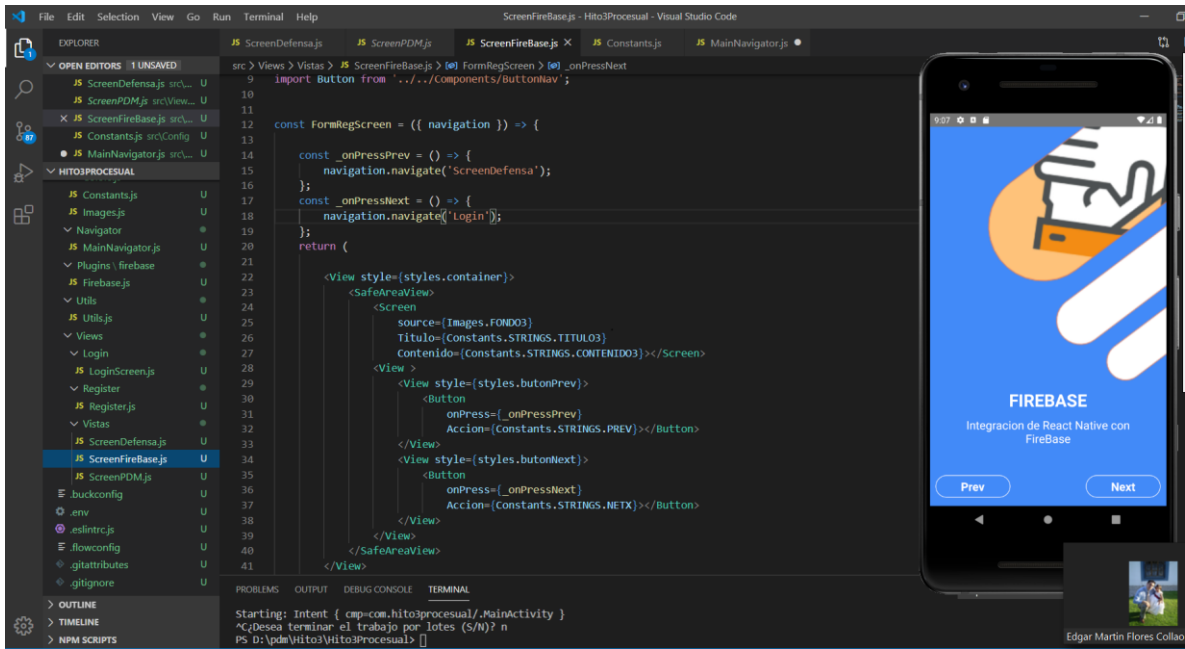 File Edit Selection View Go Run Terminal Help
ScreenFireBase.js - Hito3Procesual - Visual Studio Code
EXPLORER
OPEN EDITORS 1 UNSAVED
JS ScreenDefensa.js src\... U
JS ScreenPDM.js src\View... U
JS ScreenFireBase.js src\... U
JS Constants.js src\Config U
JS MainNavigator.js src\... U
HITO3PROCESUAL
JS Constants.js U
JS Images.js U
Navigator
JS MainNavigator.js U
Plugins \ firebase
JS Firebase.js U
Utils
JS Utils.js U
Views
Login
JS LoginScreen.js U
Register
JS Register.js U
Vistas
JS ScreenDefensa.js U
JS ScreenFireBase.js U
JS ScreenPDM.js U
.buckconfig U
.env U
.eslintrc.js U
.flowconfig U
.gitattributes U
.gitignore U
OUTLINE
TIMELINE
NPM SCRIPTS
1
87
JS ScreenDefensa.js JS ScreenPDM.js JS ScreenFireBase.js JS Constants.js JS MainNavigator.js
src > Views > Vistas > JS ScreenFireBase.js > FormRegScreen > _onPressNext
9 import Button from '../../Components/ButtonNav';
10
11
12 const FormRegScreen = ({ navigation }) => {
13
14 const _onPressPrev = () => {
15 navigation.navigate('ScreenDefensa');
16 };
17 const _onPressNext = () => {
18 navigation.navigate('Login');
19 };
20 return (
21
22 <View style={styles.container}>
23 <SafeAreaView>
24 <Screen
25 source={Images.FONDO3}
26 Titulo={Constants.STRINGS.TITULO3}
27 Contenido={Constants.STRINGS.CONTENIDO3}></Screen>
28 <View >
29 <View style={styles.butonPrev}>
30 <Button
31 onPress={_onPressPrev}
32 Accion={Constants.STRINGS.PREV}></Button>
33 </View>
34 <View style={styles.butonNext}>
35 <Button
36 onPress={_onPressNext}
37 Accion={Constants.STRINGS.NETX}></Button>
38 </View>
39 </View>
40 </SafeAreaView>
41 </View>
PROBLEMS OUTPUT DEBUG CONSOLE TERMINAL
Starting: Intent { cmp=com.hito3procesual/.MainActivity }
^C¿Desea terminar el trabajo por lotes (S/N)? n
PS D:\pdm\Hito3\Hito3Procesual>
9:07
FIREBASE
Integracion de React Native con
FireBase
Prev Next
Edgar Martin Flores Collao